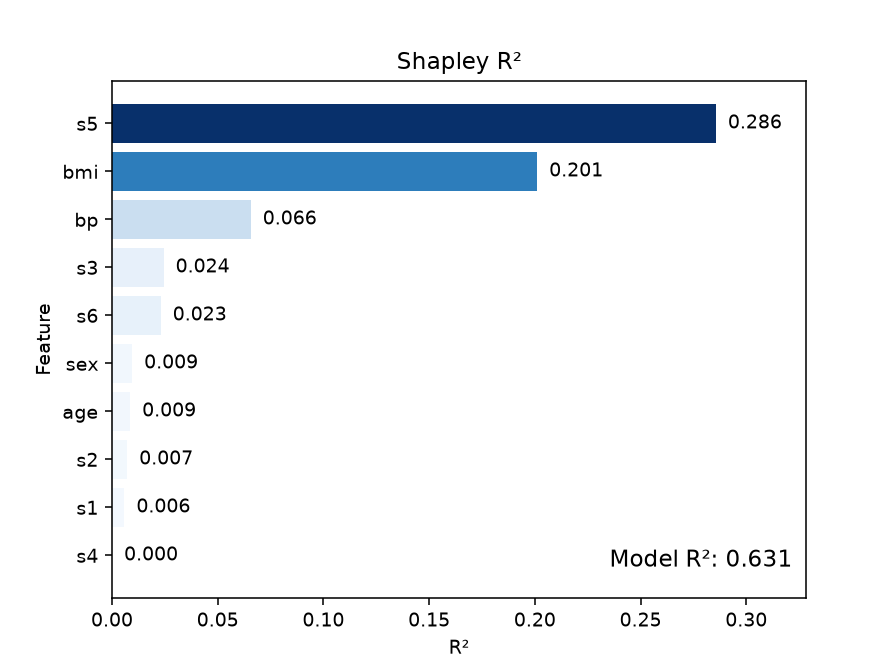 Shapley R²
s5 0.286
bmi 0.201
bp 0.066
s3 0.024
s6 0.023
sex 0.009
age 0.009
s2 0.007
s1 0.006
s4 0.000
Model R²: 0.631
Feature
0.00 0.05 0.10 0.15 0.20 0.25 0.30
R²